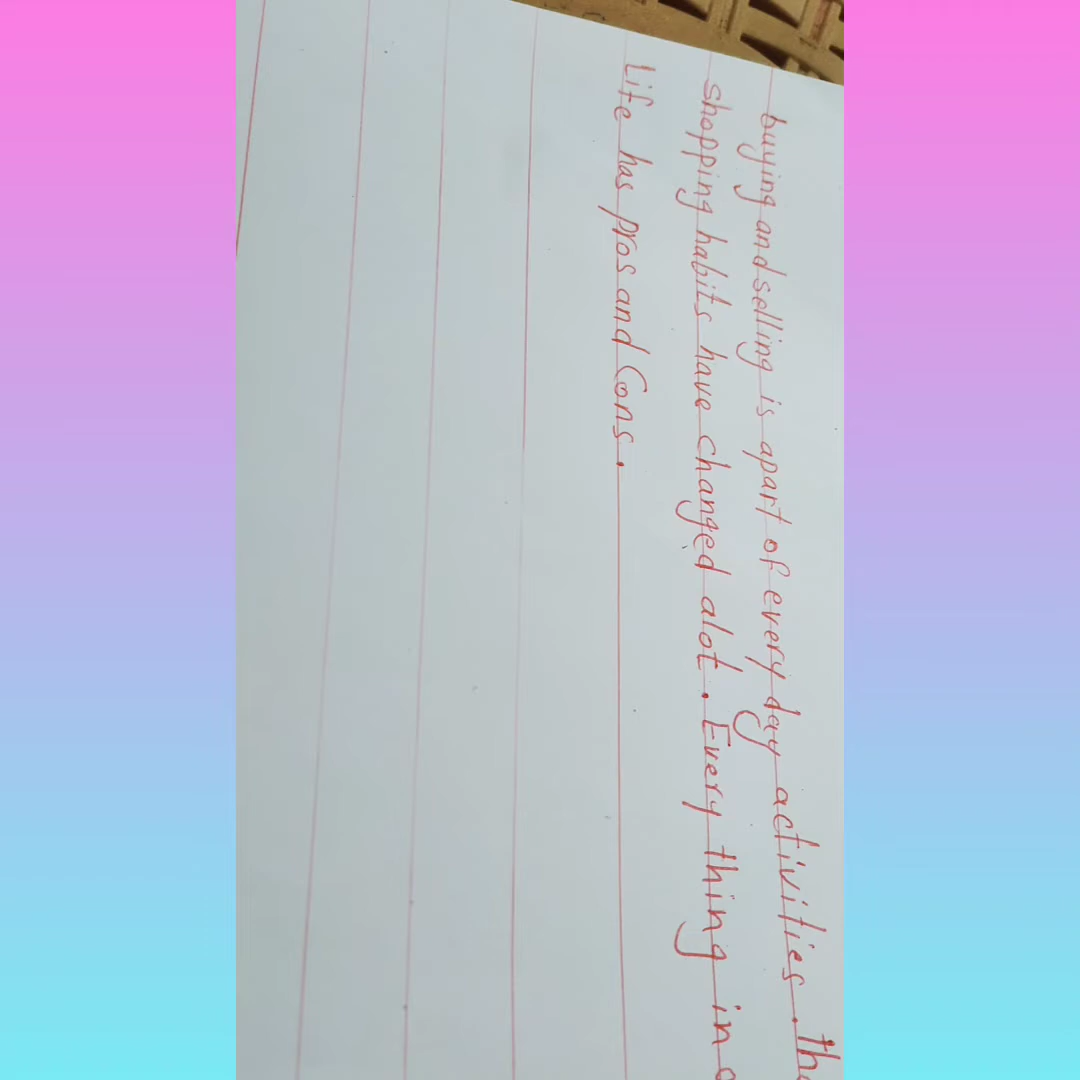 buying and selling is apart of every day activities. 
shopping habits have changed alot. Every thing in
Life has pros and Cons.